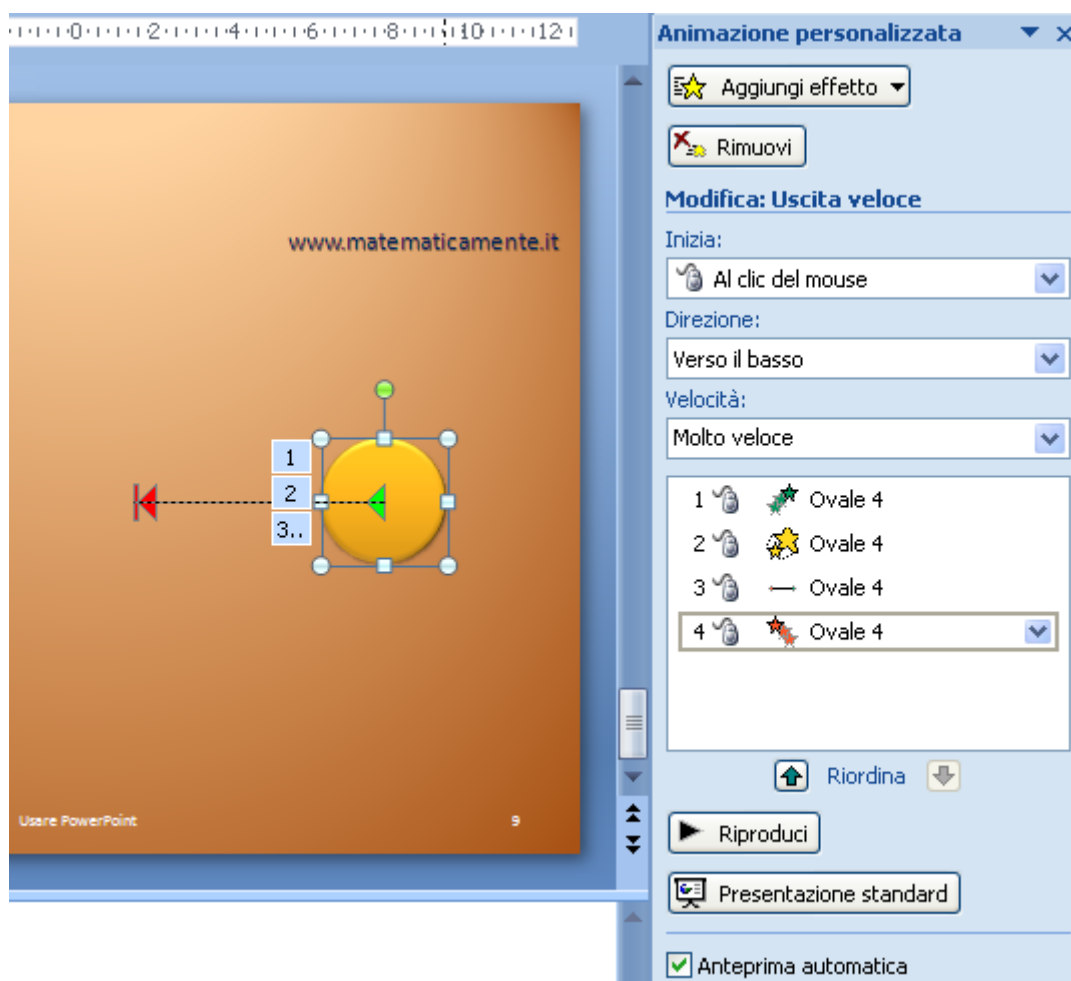 0 2 4 6 8 10 12
www.matematicamente.it
1
2
3..
Usare PowerPoint 9
Animazione personalizzata
Aggiungi effetto
Rimuovi
Modifica: Uscita veloce
Inizia:
Al clic del mouse
Direzione:
Verso il basso
Velocità:
Molto veloce
1 Ovale 4
2 Ovale 4
3 Ovale 4
4 Ovale 4
Riordina
Riproduci
Presentazione standard
Anteprima automatica